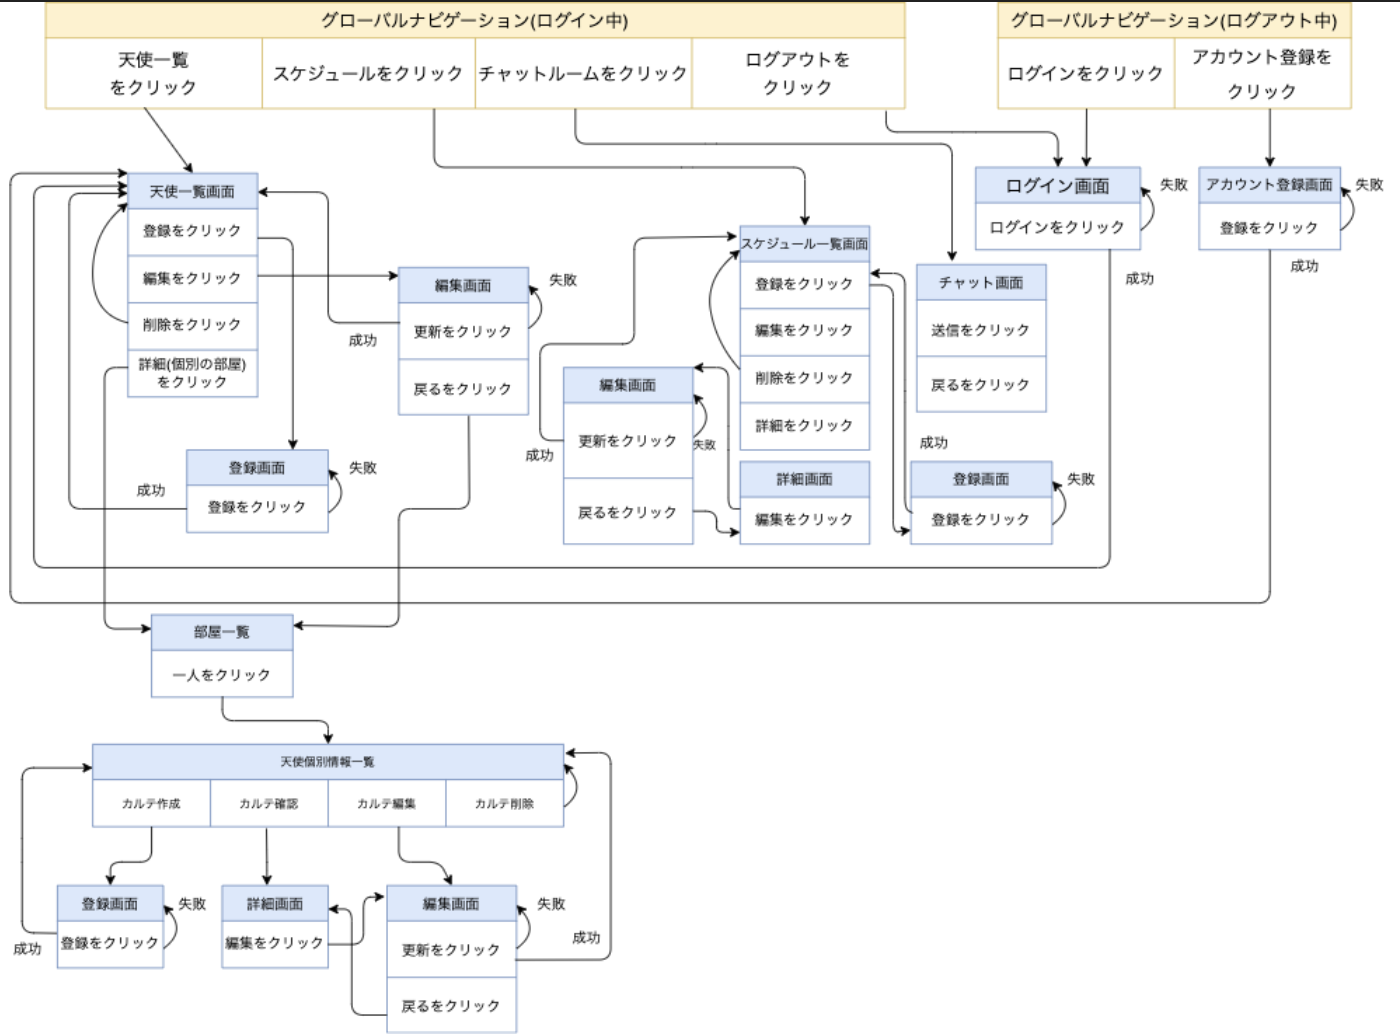 グローバルナビゲーション(ログイン中)
天使一覧
をクリック
スケジュールをクリック
チャットルームをクリック
ログアウトを
クリック
グローバルナビゲーション(ログアウト中)
ログインをクリック
アカウント登録を
クリック
天使一覧画面
登録をクリック
編集をクリック
削除をクリック
詳細(個別の部屋)
をクリック
編集画面
更新をクリック
戻るをクリック
失敗
成功
登録画面
登録をクリック
失敗
成功
スケジュール一覧画面
登録をクリック
編集をクリック
削除をクリック
詳細をクリック
編集画面
更新をクリック
戻るをクリック
失敗
成功
詳細画面
編集をクリック
チャット画面
送信をクリック
戻るをクリック
成功
登録画面
登録をクリック
失敗
ログイン画面
ログインをクリック
失敗
成功
アカウント登録画面
登録をクリック
失敗
成功
部屋一覧
一人をクリック
天使個別情報一覧
カルテ作成
カルテ確認
カルテ編集
カルテ削除
登録画面
登録をクリック
失敗
成功
詳細画面
編集をクリック
編集画面
更新をクリック
戻るをクリック
失敗
成功